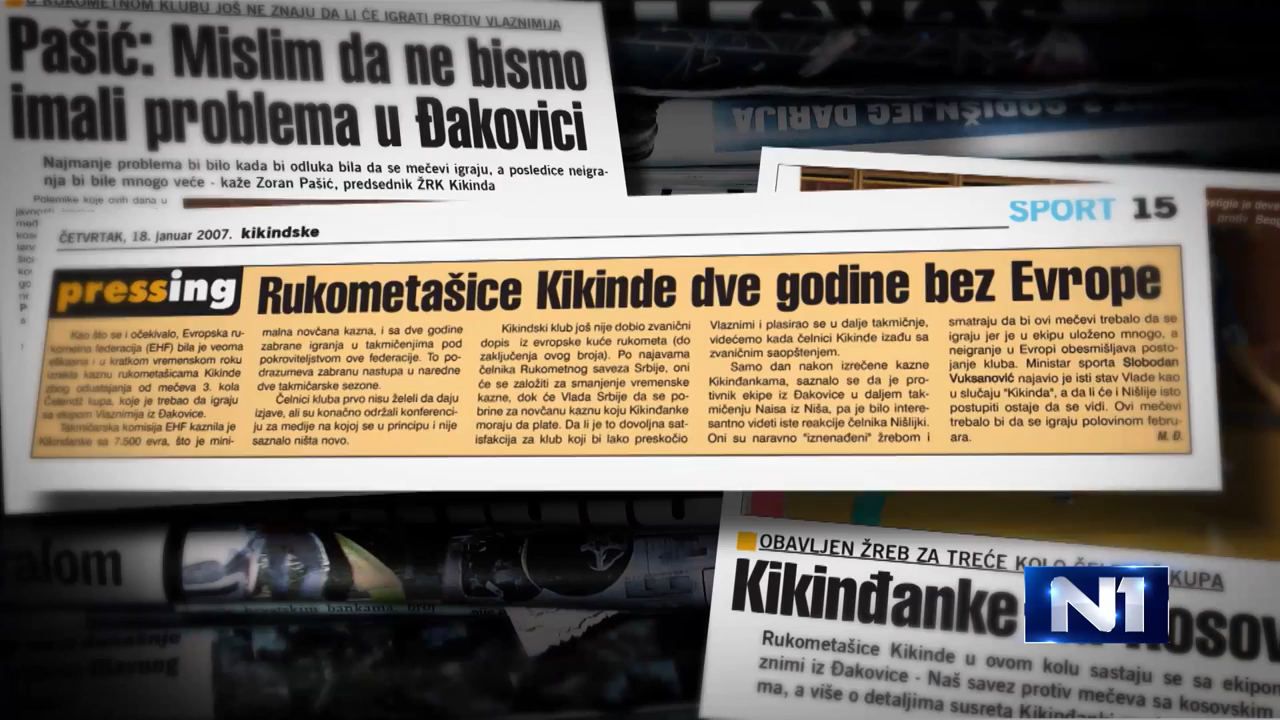 U RUKOMETNOM KLUBU JOŠ NE ZNAJU DA LI ĆE IGRATI PROTIV VLAZNIMIJA
Pašić: Mislim da ne bismo
imali problema u Đakovici
Najmanje problema bi bilo kada bi odluka bila da se mečevi igraju, a posledice neigra-
nja bi bile mnogo veće - kaže Zoran Pašić, predsednik ŽRK Kikinda
Polemike koje ovih dana u
GODIŠNJEG DARIJA
SPORT 15
ČETVRTAK, 18. januar 2007. kikindske
pressing
Rukometašice Kikinde dve godine bez Evrope
Kao što se i očekivalo, Evropska ru-
kometna federacija (EHF) bila je veoma
efikasna i u kratkom vremenskom roku
izrekla kaznu rukometašicama Kikinde
zbog odustajanja od mečeva 3. kola
Čelendž kupa, koje je trebao da igraju
sa ekipom Vlaznimija iz Đakovice.
Takmičarska komisija EHF kaznila je
Kikinđanke sa 7.500 evra, što je mini-
malna novčana kazna, i sa dve godine
zabrane igranja u takmičenjima pod
pokroviteljstvom ove federacije. To po-
drazumeva zabranu nastupa u naredne
dve takmičarske sezone.
Čelnici kluba prvo nisu želeli da daju
izjave, ali su konačno održali konferenci-
ju za medije na kojoj se u principu i nije
saznalo ništa novo.
Kikindski klub još nije dobio zvanični
dopis iz evropske kuće rukometa (do
zaključenja ovog broja). Po najavama
čelnika Rukometnog saveza Srbije, oni
će se založiti za smanjenje vremenske
kazne, dok će Vlada Srbije da se po-
brine za novčanu kaznu koju Kikinđanke
moraju da plate. Da li je to dovoljna sat-
isfakcija za klub koji bi lako preskočio
Vlaznimi i plasirao se u dalje takmičnje,
videćemo kada čelnici Kikinde izađu sa
zvaničnim saopštenjem.
Samo dan nakon izrečene kazne
Kikinđankama, saznalo se da je pro-
tivnik ekipe iz Đakovice u daljem tak-
mičenju Naisa iz Niša, pa je bilo intere-
santno videti iste reakcije čelnika Nišlijki.
Oni su naravno "iznenađeni" žrebom i
smatraju da bi ovi mečevi trebalo da se
igraju jer je u ekipu uloženo mnogo, a
neigranje u Evropi obesmišljava posto-
janje kluba. Ministar sporta Slobodan
Vuksanović najavio je isti stav Vlade kao
u slučaju "Kikinda", a da li će i Nišlije isto
postupiti ostaje da se vidi. Ovi mečevi
trebalo bi da se igraju polovinom febru-
ara.
M. Đ.
alom
hrvatskim bankama, broj
OBAVLJEN ŽREB ZA TREĆE KOLO KUPA
Kikinđanke
N1
Rukometašice Kikinde u ovom kolu sastaju se sa ekipom
znimi iz Đakovice - Naš savez protiv mečeva sa kosovskim
ma, a više o detaljima susreta